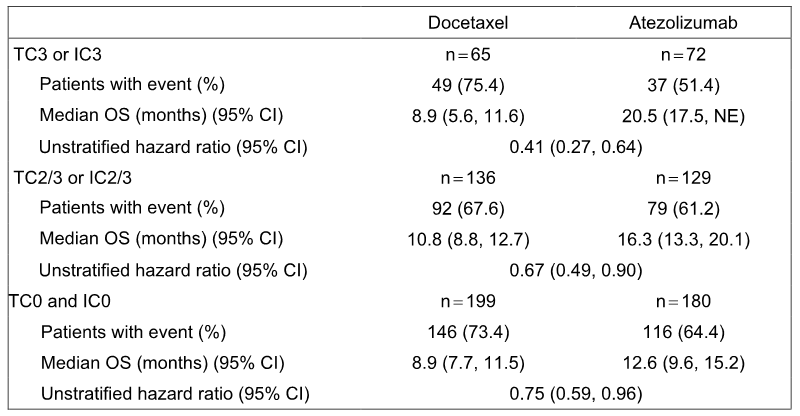 Docetaxel Atezolizumab
TC3 or IC3 n=65 n=72
Patients with event (%) 49 (75.4) 37 (51.4)
Median OS (months) (95% CI) 8.9 (5.6, 11.6) 20.5 (17.5, NE)
Unstratified hazard ratio (95% CI) 0.41 (0.27, 0.64)
TC2/3 or IC2/3 n=136 n=129
Patients with event (%) 92 (67.6) 79 (61.2)
Median OS (months) (95% CI) 10.8 (8.8, 12.7) 16.3 (13.3, 20.1)
Unstratified hazard ratio (95% CI) 0.67 (0.49, 0.90)
TC0 and IC0 n=199 n=180
Patients with event (%) 146 (73.4) 116 (64.4)
Median OS (months) (95% CI) 8.9 (7.7, 11.5) 12.6 (9.6, 15.2)
Unstratified hazard ratio (95% CI) 0.75 (0.59, 0.96)